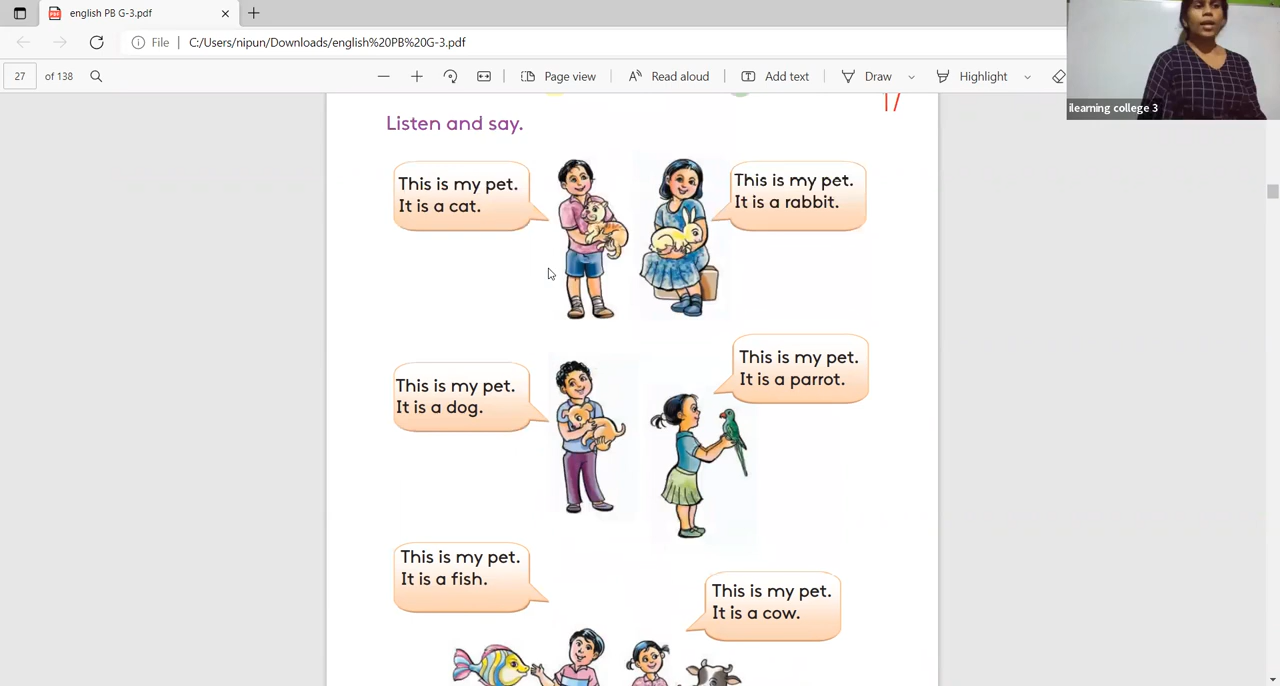 english PB G-3.pdf
File | C:/Users/nipun/Downloads/english%20PB%20G-3.pdf
27 of 138
Page view
Read aloud
Add text
Draw
Highlight
ilearning college 3
17
Listen and say.
This is my pet.
It is a cat.
This is my pet.
It is a rabbit.
This is my pet.
It is a dog.
This is my pet.
It is a parrot.
This is my pet.
It is a fish.
This is my pet.
It is a cow.